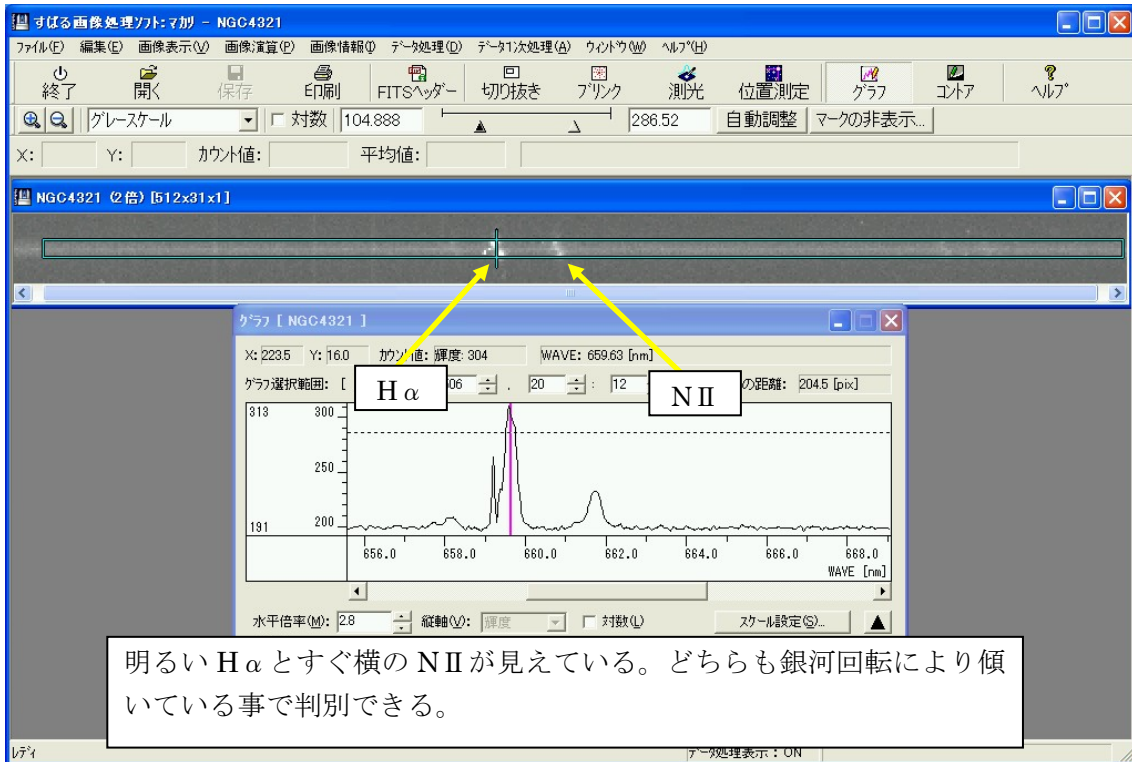 すばる画像処理ソフト:マカリ - NGC4321
ファイル(F) 編集(E) 画像表示(V) 画像演算(P) 画像情報(I) データ処理(D) データ1次処理(A) ウィンドウ(W) ヘルプ(H)
終了 開く 保存 印刷 FITSヘッダー 切り抜き ブリンク 測光 位置測定 グラフ コントア ヘルプ
グレースケール 対数 104.888 286.52 自動調整 マークの非表示...
X: Y: カウント値: 平均値:
NGC4321 (2倍) [512x31x1]
グラフ [ NGC4321 ]
X: 223.5 Y: 16.0 カウント値: 輝度: 304 WAVE: 659.63 [nm]
グラフ選択範囲: [ 06 . 20 : 12 の距離: 204.5 [pix]
Hα
NⅡ
313 300
250
191 200
656.0 658.0 660.0 662.0 664.0 666.0 668.0
WAVE [nm]
水平倍率(M): 2.8 縦軸(V): 輝度 対数(L) スケール設定(S)...
明るい Hα とすぐ横の NⅡ が見えている。どちらも銀河回転により傾
いている事で判別できる。
レディ データ処理表示:ON